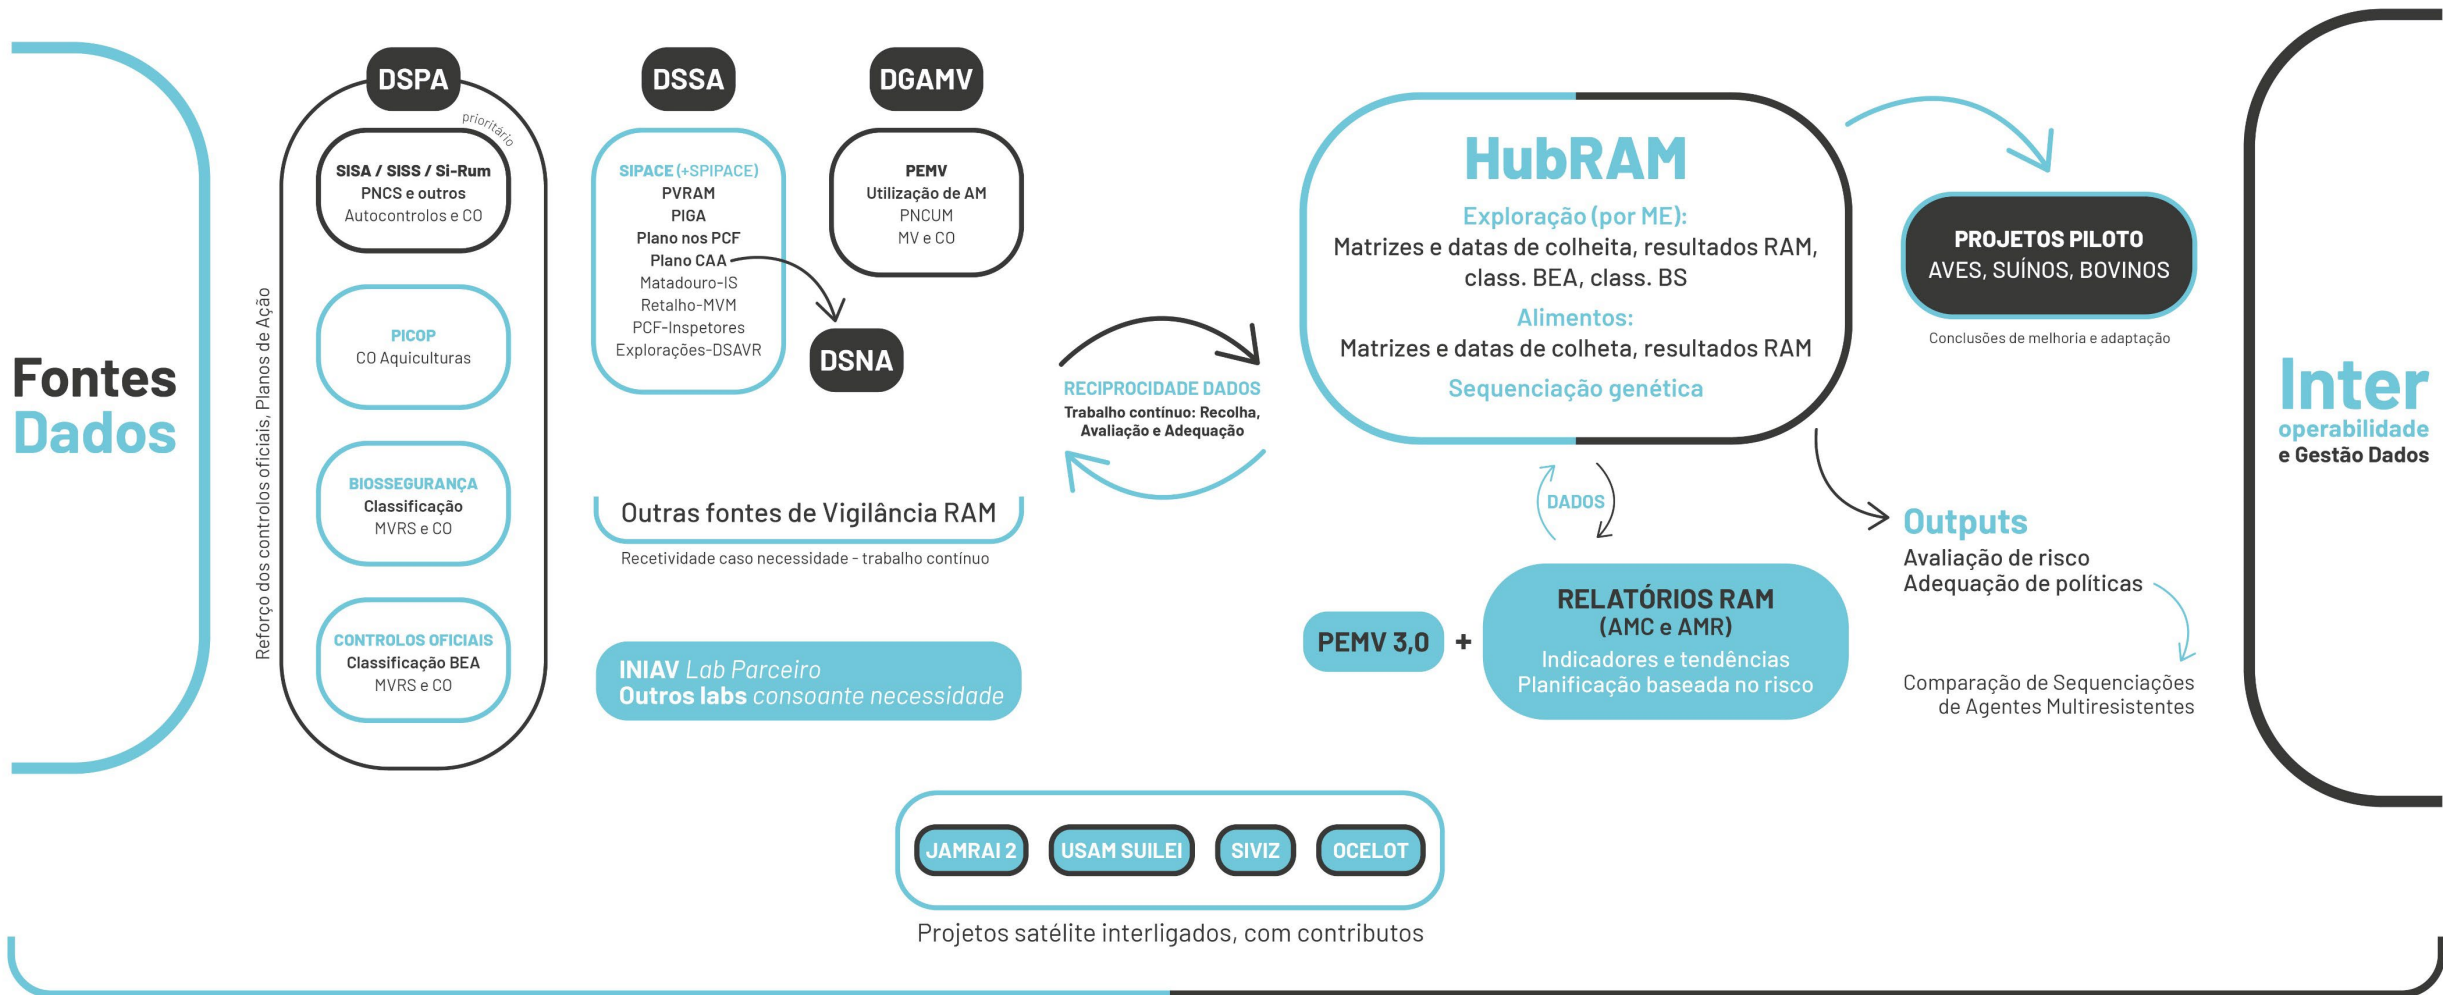 Fontes
Dados
Reforço dos controlos oficiais, Planos de Ação
DSPA
prioritário
SISA / SISS / Si-Rum
PNCS e outros
Autocontrolos e CO
PICOP
CO Aquiculturas
BIOSSEGURANÇA
Classificação
MVRS e CO
CONTROLOS OFICIAIS
Classificação BEA
MVRS e CO
DSSA
SIPACE (+SPIPACE)
PVRAM
PIGA
Plano nos PCF
Plano CAA
Matadouro-IS
Retalho-MVM
PCF-Inspetores
Explorações-DSAVR
DGAMV
PEMV
Utilização de AM
PNCUM
MV e CO
DSNA
Outras fontes de Vigilância RAM
Recetividade caso necessidade - trabalho contínuo
INIAV Lab Parceiro
Outros labs consoante necessidade
RECIPROCIDADE DADOS
Trabalho contínuo: Recolha,
Avaliação e Adequação
HubRAM
Exploração (por ME):
Matrizes e datas de colheita, resultados RAM,
class. BEA, class. BS
Alimentos:
Matrizes e datas de colheta, resultados RAM
Sequenciação genética
DADOS
PEMV 3,0
+
RELATÓRIOS RAM
(AMC e AMR)
Indicadores e tendências
Planificação baseada no risco
PROJETOS PILOTO
AVES, SUÍNOS, BOVINOS
Conclusões de melhoria e adaptação
Outputs
Avaliação de risco
Adequação de políticas
Comparação de Sequenciações
de Agentes Multiresistentes
Inter
operabilidade
e Gestão Dados
JAMRAI 2
USAM SUILEI
SIVIZ
OCELOT
Projetos satélite interligados, com contributos